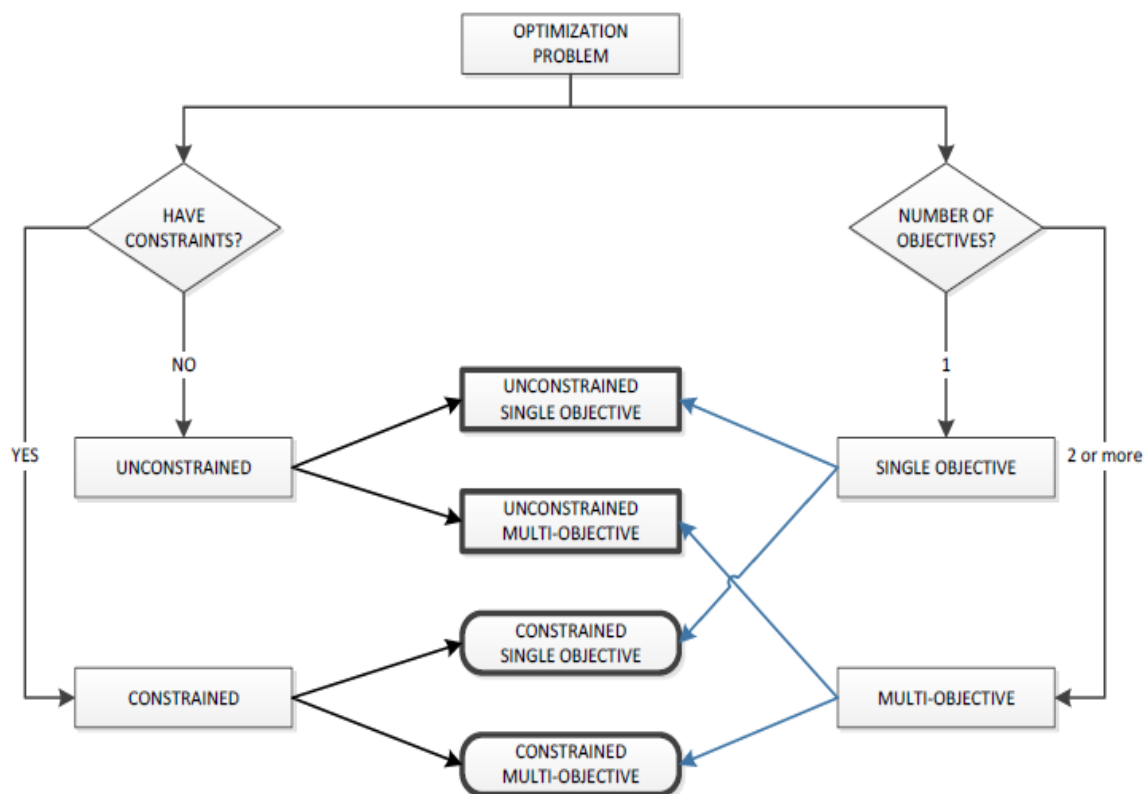 OPTIMIZATION
PROBLEM
HAVE
CONSTRAINTS?
NUMBER OF
OBJECTIVES?
NO
1
YES
2 or more
UNCONSTRAINED
SINGLE OBJECTIVE
UNCONSTRAINED
SINGLE OBJECTIVE
UNCONSTRAINED
MULTI-OBJECTIVE
CONSTRAINED
SINGLE OBJECTIVE
CONSTRAINED
MULTI-OBJECTIVE
CONSTRAINED
MULTI-OBJECTIVE